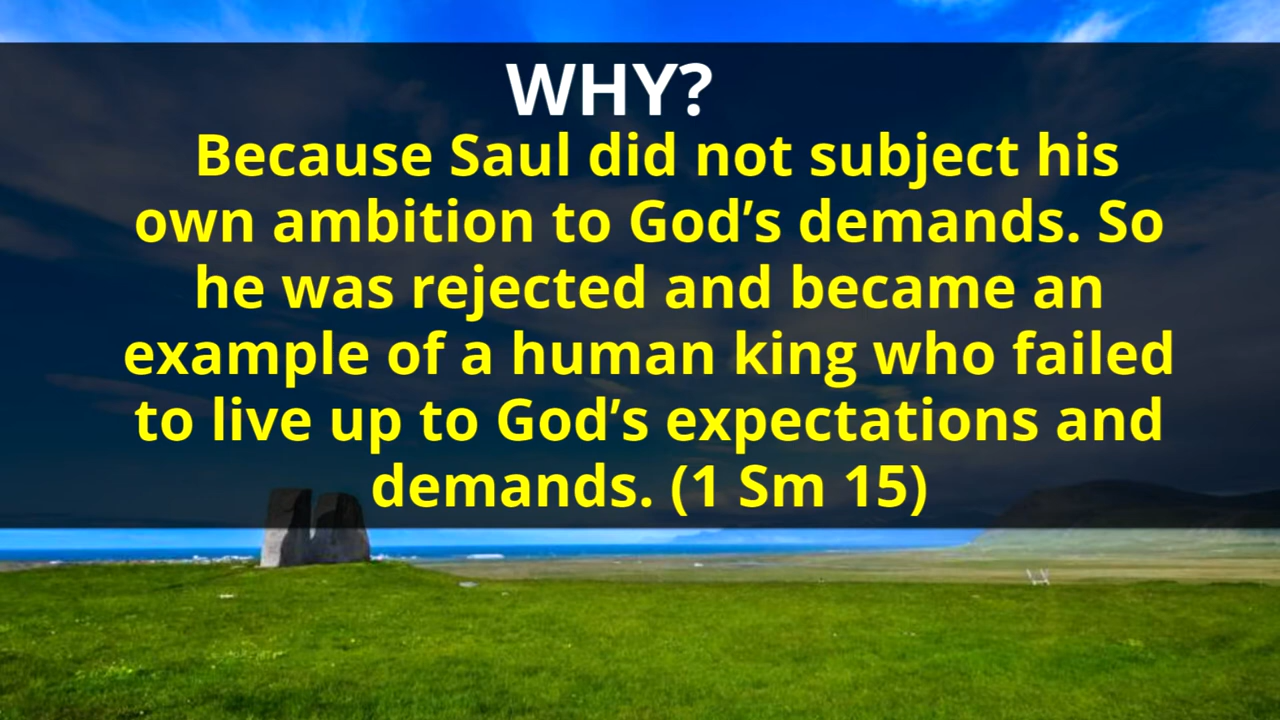 WHY?
Because Saul did not subject his
own ambition to God’s demands. So
he was rejected and became an
example of a human king who failed
to live up to God’s expectations and
demands. (1 Sm 15)